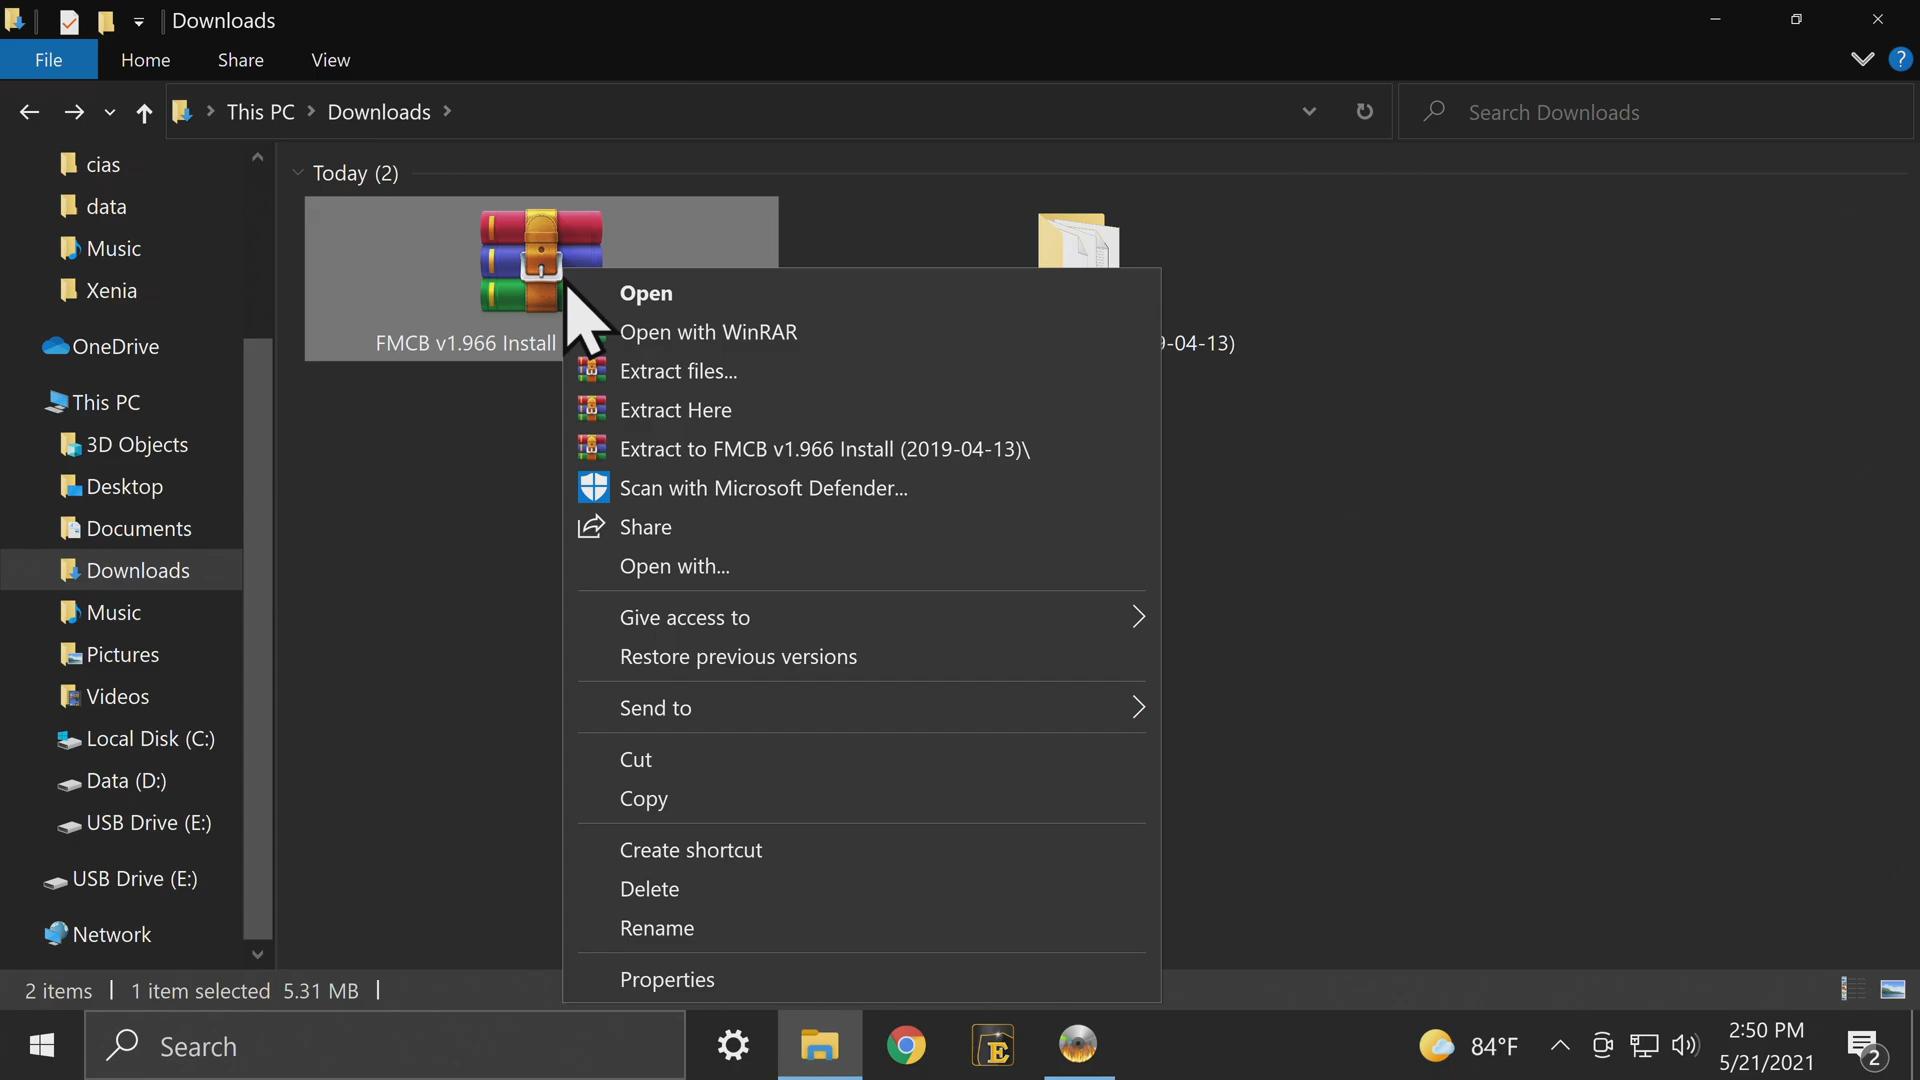 Downloads
File
Home
Share
View
?
This PC
Downloads
Search Downloads
cias
data
Music
Xenia
OneDrive
This PC
3D Objects
Desktop
Documents
Downloads
Music
Pictures
Videos
Local Disk (C:)
Data (D:)
USB Drive (E:)
USB Drive (E:)
Network
Today (2)
FMCB v1.966 Install
9-04-13)
Open
Open with WinRAR
Extract files...
Extract Here
Extract to FMCB v1.966 Install (2019-04-13)\
Scan with Microsoft Defender...
Share
Open with...
Give access to
Restore previous versions
Send to
Cut
Copy
Create shortcut
Delete
Rename
Properties
2 items
1 item selected 5.31 MB
Search
E
84°F
2:50 PM
5/21/2021
2